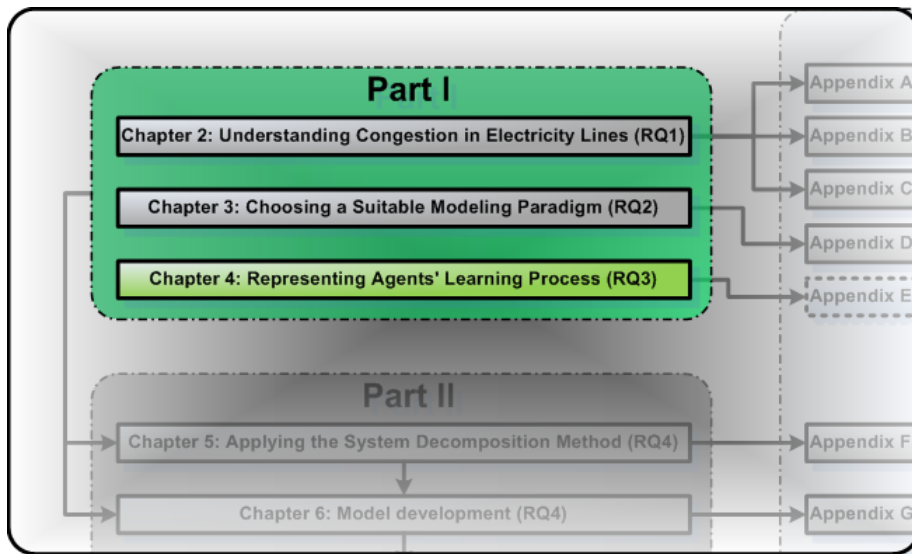 Part I
Chapter 2: Understanding Congestion in Electricity Lines (RQ1)
Chapter 3: Choosing a Suitable Modeling Paradigm (RQ2)
Chapter 4: Representing Agents' Learning Process (RQ3)
Appendix A
Appendix B
Appendix C
Appendix D
Appendix E
Part II
Chapter 5: Applying the System Decomposition Method (RQ4)
Chapter 6: Model development (RQ4)
Appendix F
Appendix G